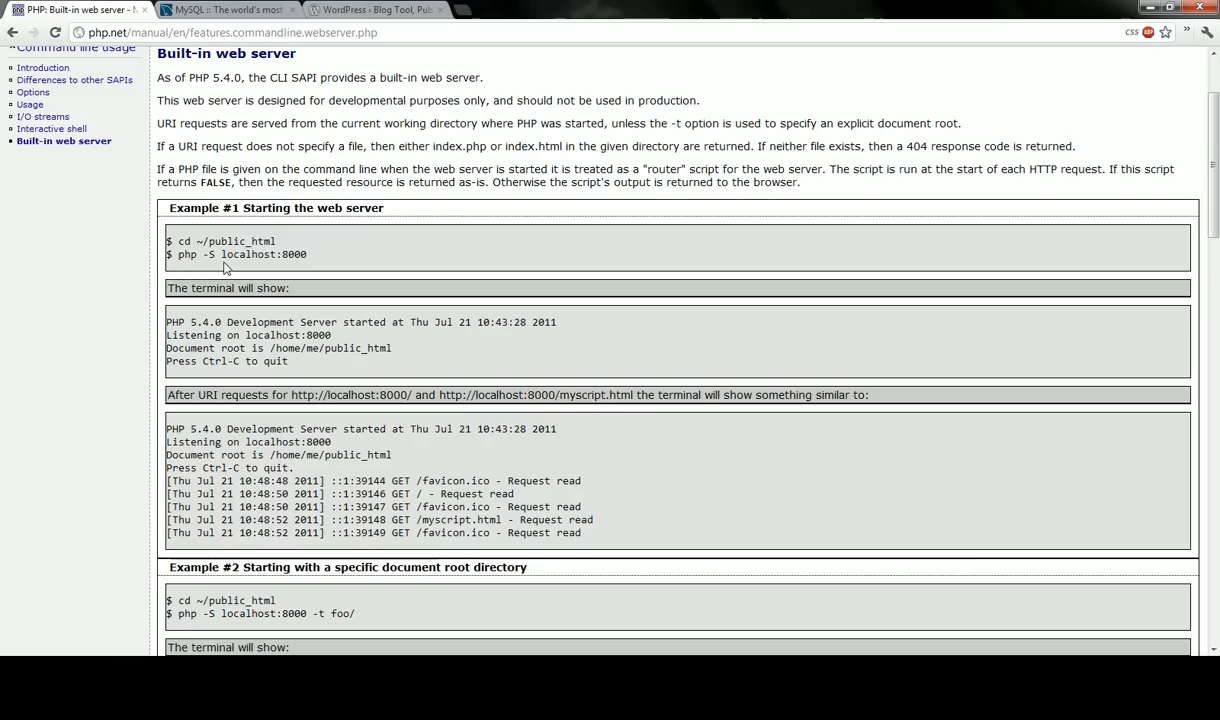 PHP: Built-in web server -
MySQL :: The world's most
WordPress › Blog Tool, Pub
php.net/manual/en/features.commandline.webserver.php
CSS
ABP
Command line usage
Introduction
Differences to other SAPIs
Options
Usage
I/O streams
Interactive shell
Built-in web server
Built-in web server
As of PHP 5.4.0, the CLI SAPI provides a built-in web server.
This web server is designed for developmental purposes only, and should not be used in production.
URI requests are served from the current working directory where PHP was started, unless the -t option is used to specify an explicit document root.
If a URI request does not specify a file, then either index.php or index.html in the given directory are returned. If neither file exists, then a 404 response code is returned.
If a PHP file is given on the command line when the web server is started it is treated as a "router" script for the web server. The script is run at the start of each HTTP request. If this script
returns FALSE, then the requested resource is returned as-is. Otherwise the script's output is returned to the browser.
Example #1 Starting the web server
$ cd ~/public_html
$ php -S localhost:8000
The terminal will show:
PHP 5.4.0 Development Server started at Thu Jul 21 10:43:28 2011
Listening on localhost:8000
Document root is /home/me/public_html
Press Ctrl-C to quit
After URI requests for http://localhost:8000/ and http://localhost:8000/myscript.html the terminal will show something similar to:
PHP 5.4.0 Development Server started at Thu Jul 21 10:43:28 2011
Listening on localhost:8000
Document root is /home/me/public_html
Press Ctrl-C to quit.
[Thu Jul 21 10:48:48 2011] ::1:39144 GET /favicon.ico - Request read
[Thu Jul 21 10:48:50 2011] ::1:39146 GET / - Request read
[Thu Jul 21 10:48:50 2011] ::1:39147 GET /favicon.ico - Request read
[Thu Jul 21 10:48:52 2011] ::1:39148 GET /myscript.html - Request read
[Thu Jul 21 10:48:52 2011] ::1:39149 GET /favicon.ico - Request read
Example #2 Starting with a specific document root directory
$ cd ~/public_html
$ php -S localhost:8000 -t foo/
The terminal will show: